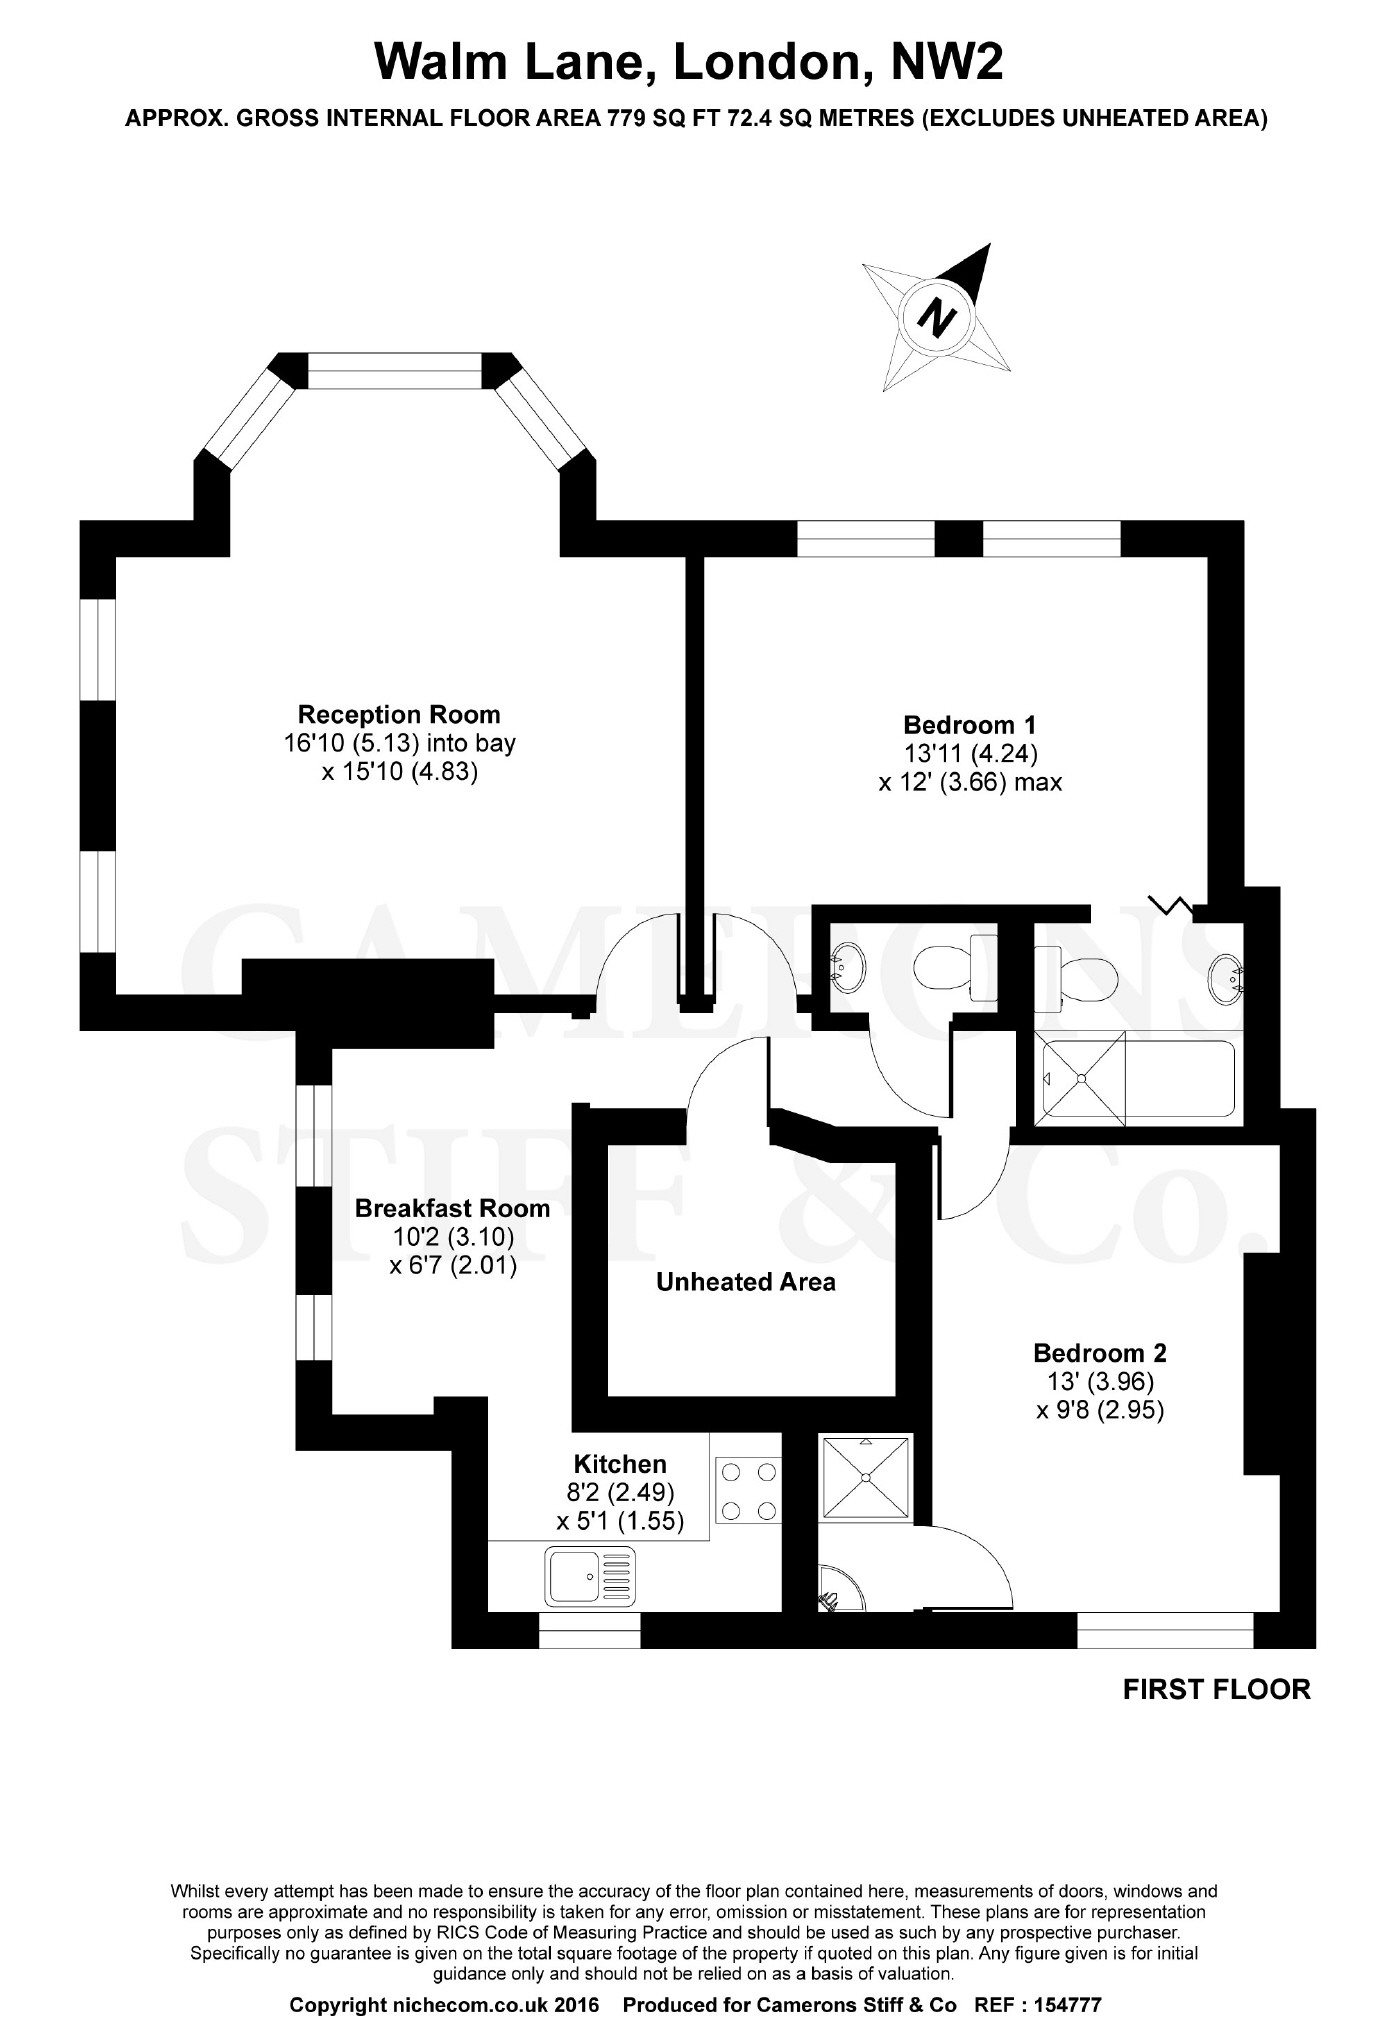 Walm Lane, London, NW2
APPROX. GROSS INTERNAL FLOOR AREA 779 SQ FT 72.4 SQ METRES (EXCLUDES UNHEATED AREA)
N
Reception Room
16'10 (5.13) into bay
x 15'10 (4.83)
Bedroom 1
13'11 (4.24)
x 12' (3.66) max
CAMERONS
STIFF & Co.
Breakfast Room
10'2 (3.10)
x 6'7 (2.01)
Unheated Area
Bedroom 2
13' (3.96)
x 9'8 (2.95)
Kitchen
8'2 (2.49)
x 5'1 (1.55)
FIRST FLOOR
Whilst every attempt has been made to ensure the accuracy of the floor plan contained here, measurements of doors, windows and
rooms are approximate and no responsibility is taken for any error, omission or misstatement. These plans are for representation
purposes only as defined by RICS Code of Measuring Practice and should be used as such by any prospective purchaser.
Specifically no guarantee is given on the total square footage of the property if quoted on this plan. Any figure given is for initial
guidance only and should not be relied on as a basis of valuation.
Copyright nichecom.co.uk 2016 Produced for Camerons Stiff & Co REF : 154777